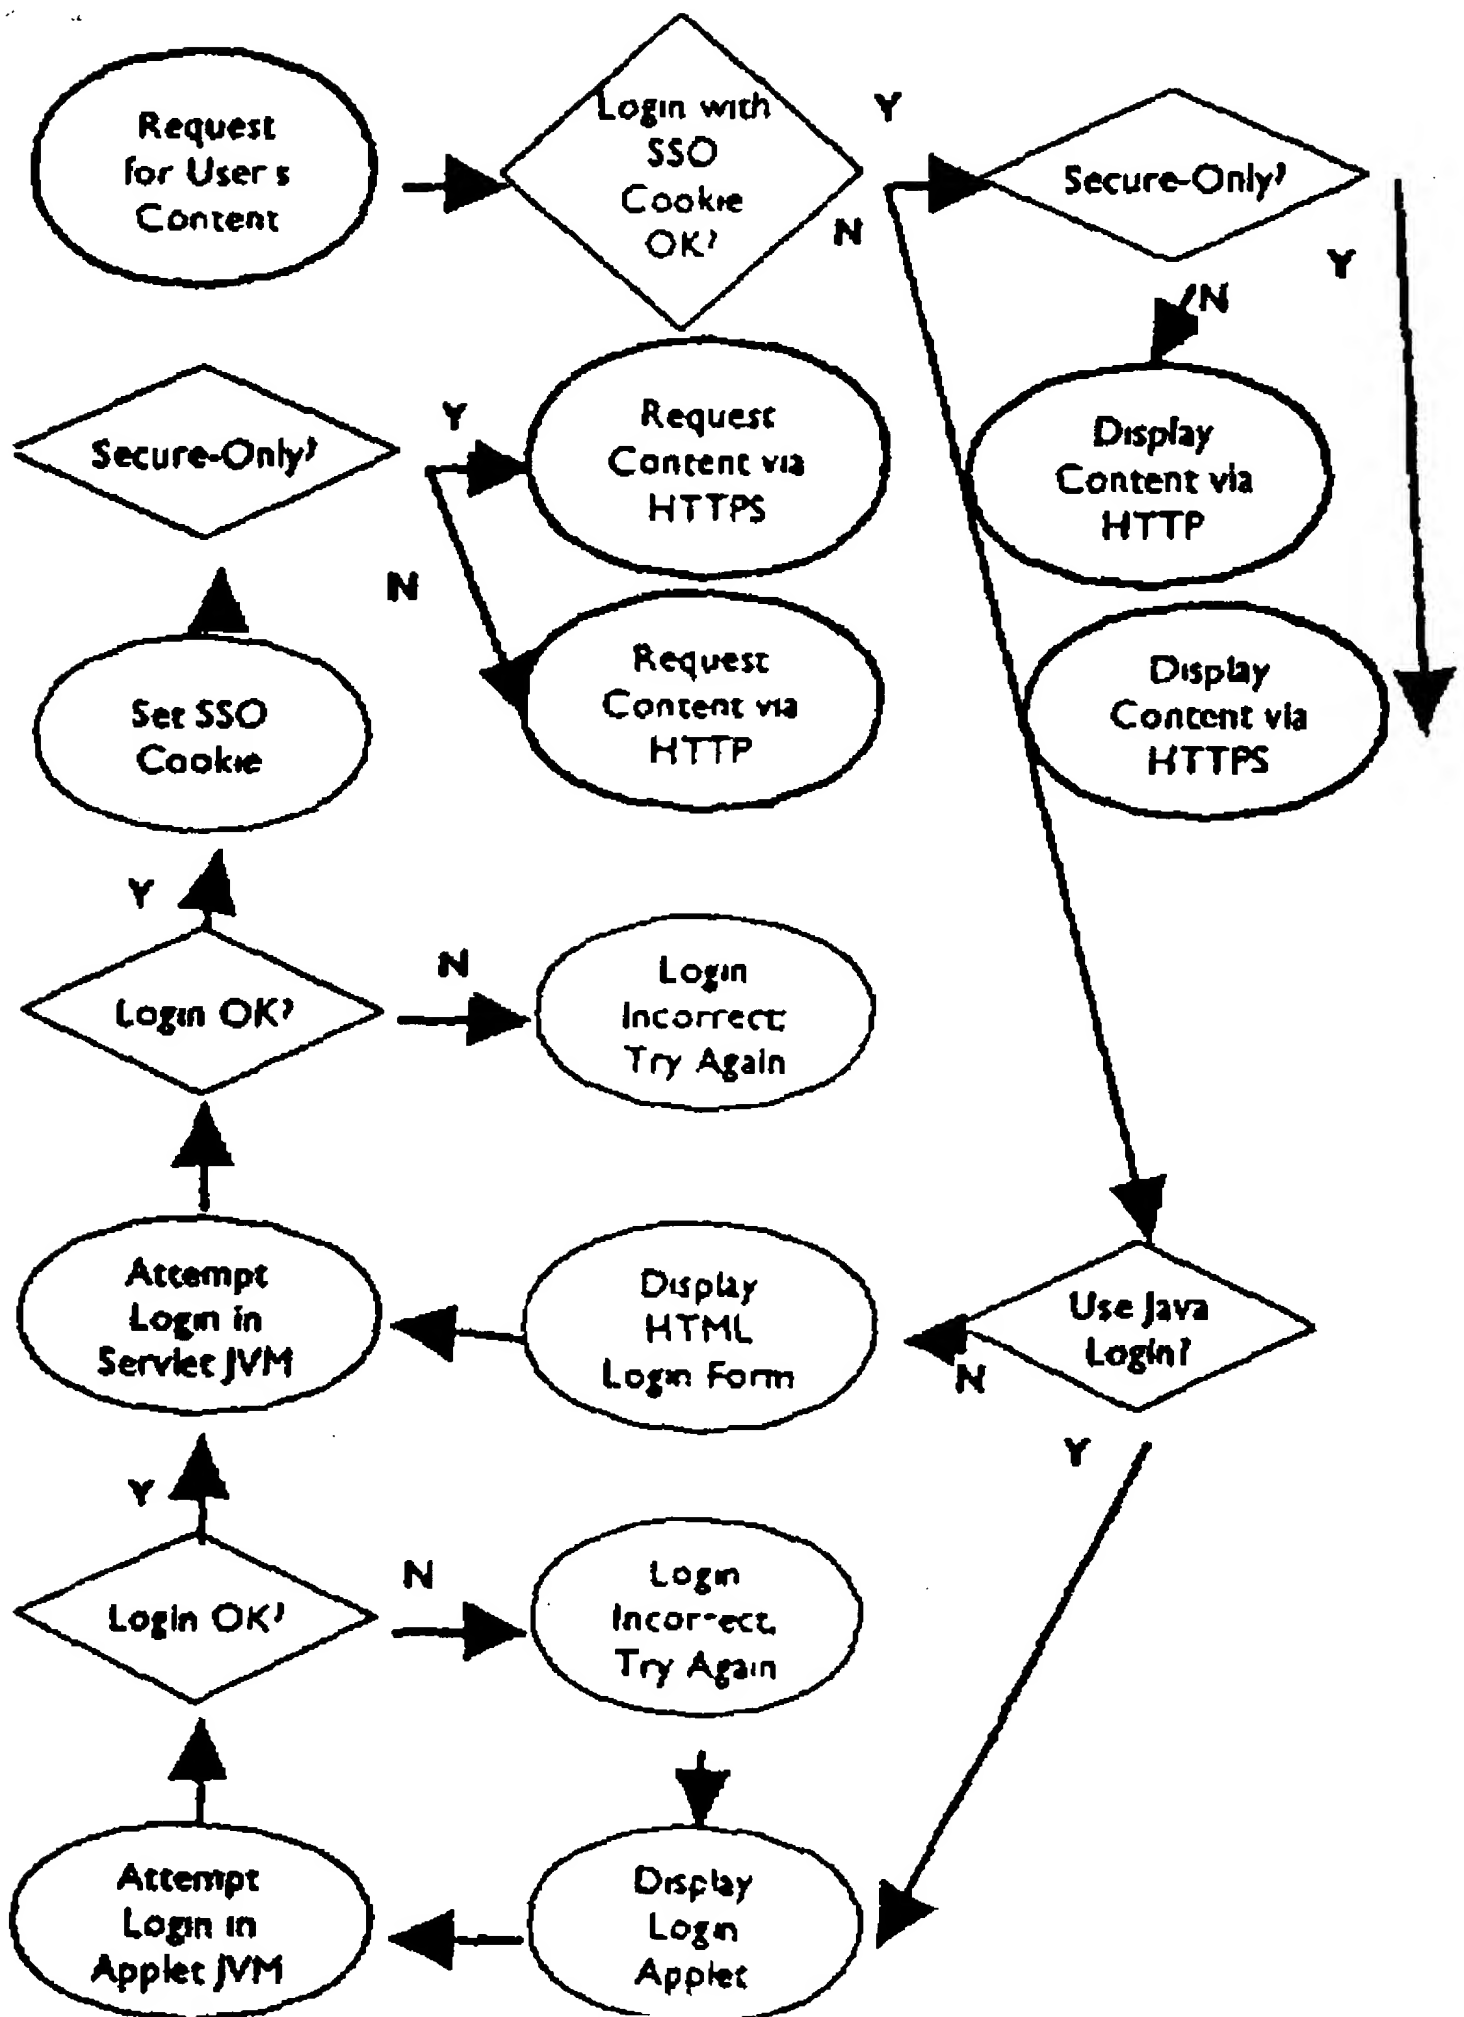 Request
for User's
Content
Login with
SSO
Cookie
OK?
Y
N
Secure-Only?
Y
N
Secure-Only?
Y
N
Request
Content via
HTTPS
Display
Content via
HTTP
Set SSO
Cookie
Request
Content via
HTTP
Display
Content via
HTTPS
Y
Login OK?
N
Login
Incorrect;
Try Again
Attempt
Login in
Servlet JVM
Display
HTML
Login Form
N
Use Java
Login?
Y
Y
Login OK?
N
Login
Incorrect,
Try Again
Attempt
Login in
Applet JVM
Display
Login
Applet